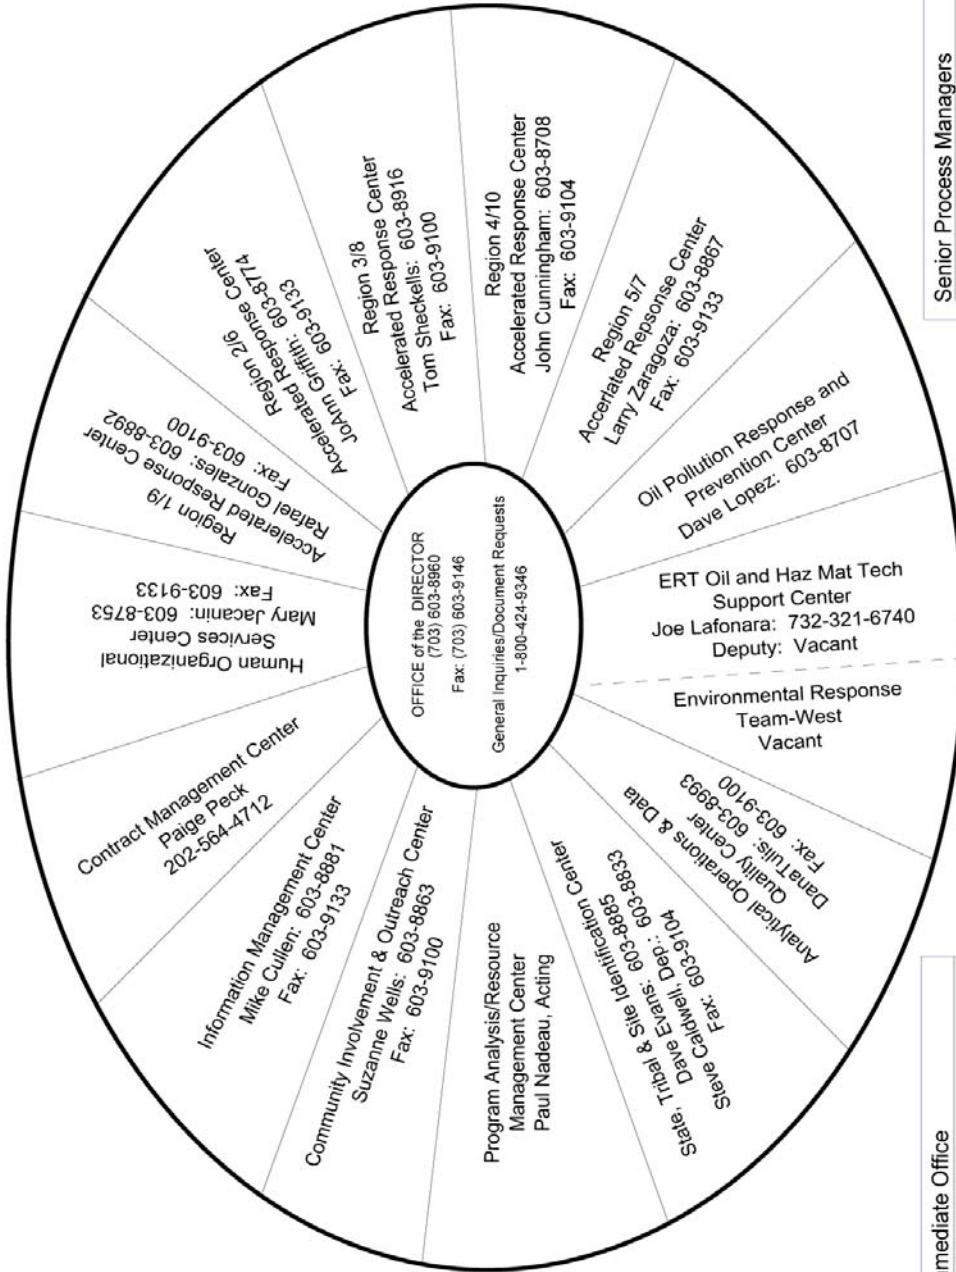 OFFICE of the DIRECTOR
(703) 603-8960
Fax: (703) 603-9146
General Inquiries/Document Requests
1-800-424-9346
Human Organizational
Services Center
Mary Jacanin: 603-8753
Fax: 603-9133
Region 1/9
Accelerated Response Center
Rafael Gonzales: 603-8892
Fax: 603-9100
Region 2/6
Accelerated Response Center
JoAnn Griffith: 603-8774
Fax: 603-9133
Region 3/8
Accelerated Response Center
Tom Sheckells: 603-8916
Fax: 603-9100
Region 4/10
Accelerated Response Center
John Cunningham: 603-8708
Fax: 603-9104
Region 5/7
Accerlated Repsonse Center
Larry Zaragoza: 603-8867
Fax: 603-9133
Oil Pollution Response and
Prevention Center
Dave Lopez: 603-8707
ERT Oil and Haz Mat Tech
Support Center
Joe Lafonara: 732-321-6740
Deputy: Vacant
Environmental Response
Team-West
Vacant
Analytical Operations & Data
Quality Center
DanaTulis: 603-8993
Fax: 603-9100
State, Tribal & Site Identification Center
Dave Evans: 603-8885
Steve Caldwell, Dep.: 603-8833
Fax: 603-9104
Program Analysis/Resource
Management Center
Paul Nadeau, Acting
Community Involvement & Outreach Center
Suzanne Wells: 603-8863
Fax: 603-9100
Information Management Center
Mike Cullen: 603-8881
Fax: 603-9133
Contract Management Center
Paige Peck
202-564-4712
Senior Process Managers
mediate Office